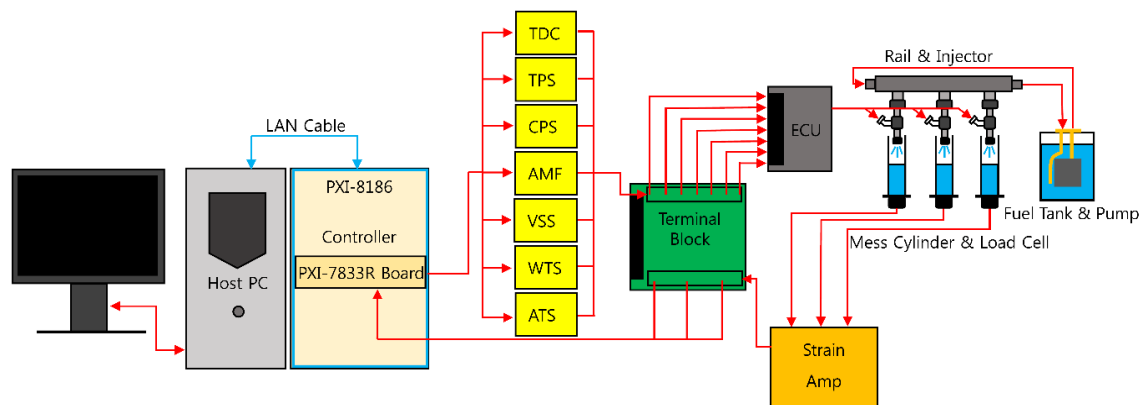 LAN Cable
Host PC
PXI-8186
Controller
PXI-7833R Board
TDC
TPS
CPS
AMF
VSS
WTS
ATS
Terminal
Block
ECU
Rail & Injector
Fuel Tank & Pump
Mess Cylinder & Load Cell
Strain
Amp